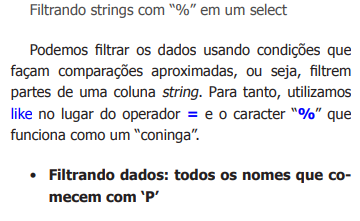 Filtrando strings com “%” em um select
Podemos filtrar os dados usando condições que
façam comparações aproximadas, ou seja, filtrem
partes de uma coluna string. Para tanto, utilizamos
like no lugar do operador = e o caracter “%” que
funciona como um “coninga”.
• Filtrando dados: todos os nomes que co-
mecem com ‘P’